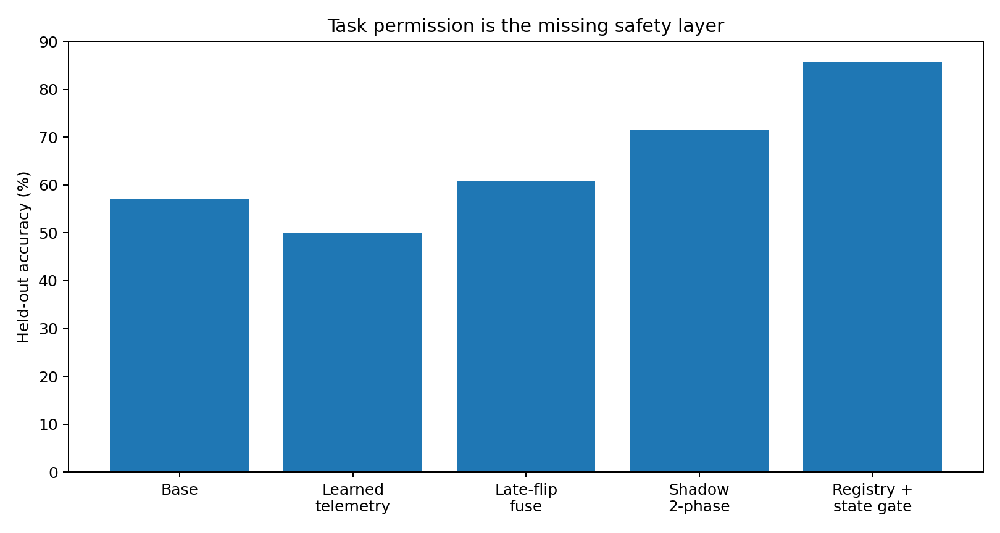 Task permission is the missing safety layer
Held-out accuracy (%)
90
80
70
60
50
40
30
20
10
0
Base
Learned
telemetry
Late-flip
fuse
Shadow
2-phase
Registry +
state gate